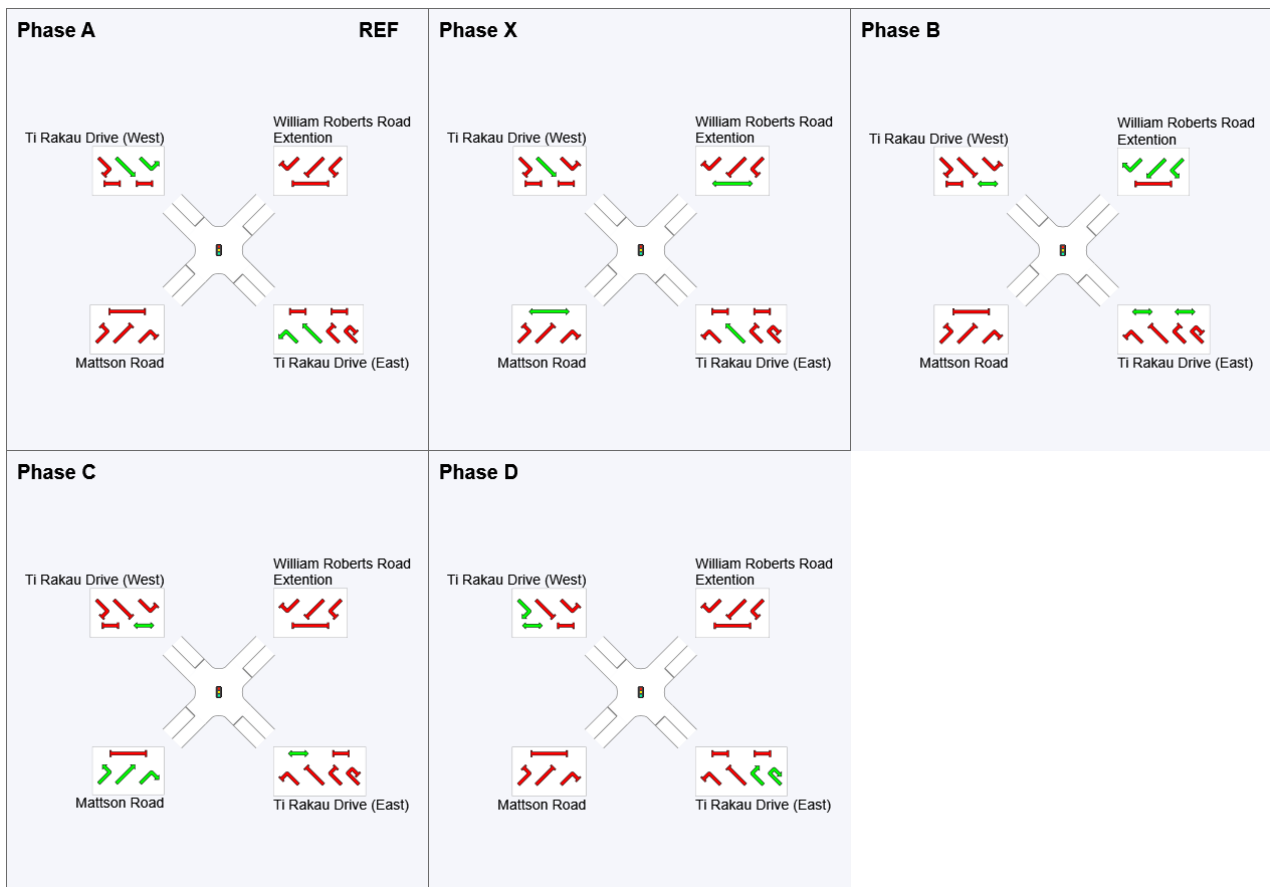 Phase A
REF
Ti Rakau Drive (West)
William Roberts Road
Extention
Mattson Road
Ti Rakau Drive (East)
Phase X
Ti Rakau Drive (West)
William Roberts Road
Extention
Mattson Road
Ti Rakau Drive (East)
Phase B
Ti Rakau Drive (West)
William Roberts Road
Extention
Mattson Road
Ti Rakau Drive (East)
Phase C
Ti Rakau Drive (West)
William Roberts Road
Extention
Mattson Road
Ti Rakau Drive (East)
Phase D
Ti Rakau Drive (West)
William Roberts Road
Extention
Mattson Road
Ti Rakau Drive (East)